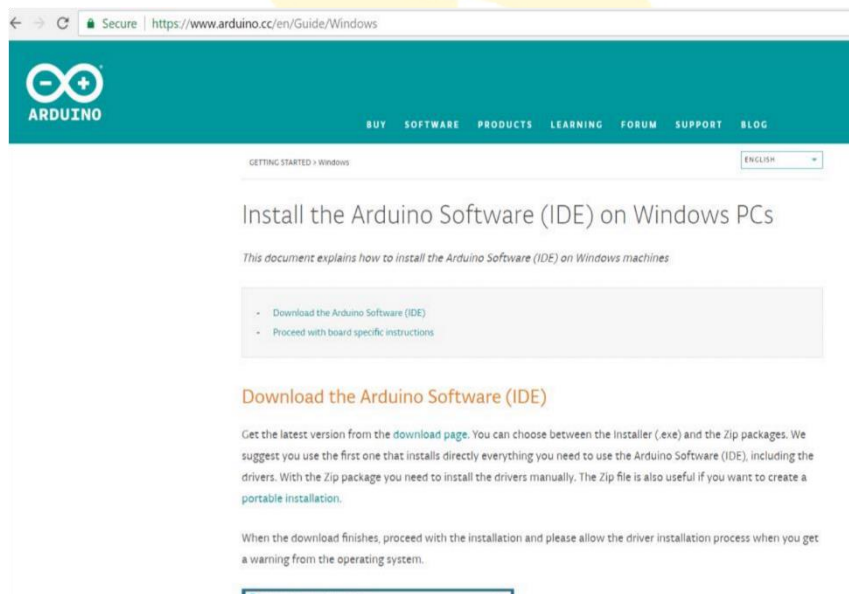 Secure | https://www.arduino.cc/en/Guide/Windows
ARDUINO
BUY SOFTWARE PRODUCTS LEARNING FORUM SUPPORT BLOG
GETTING STARTED > Windows
ENGLISH
Install the Arduino Software (IDE) on Windows PCs
This document explains how to install the Arduino Software (IDE) on Windows machines
- Download the Arduino Software (IDE)
- Proceed with board specific instructions
Download the Arduino Software (IDE)
Get the latest version from the download page. You can choose between the Installer (.exe) and the Zip packages. We
suggest you use the first one that installs directly everything you need to use the Arduino Software (IDE), including the
drivers. With the Zip package you need to install the drivers manually. The Zip file is also useful if you want to create a
portable installation.
When the download finishes, proceed with the installation and please allow the driver installation process when you get
a warning from the operating system.